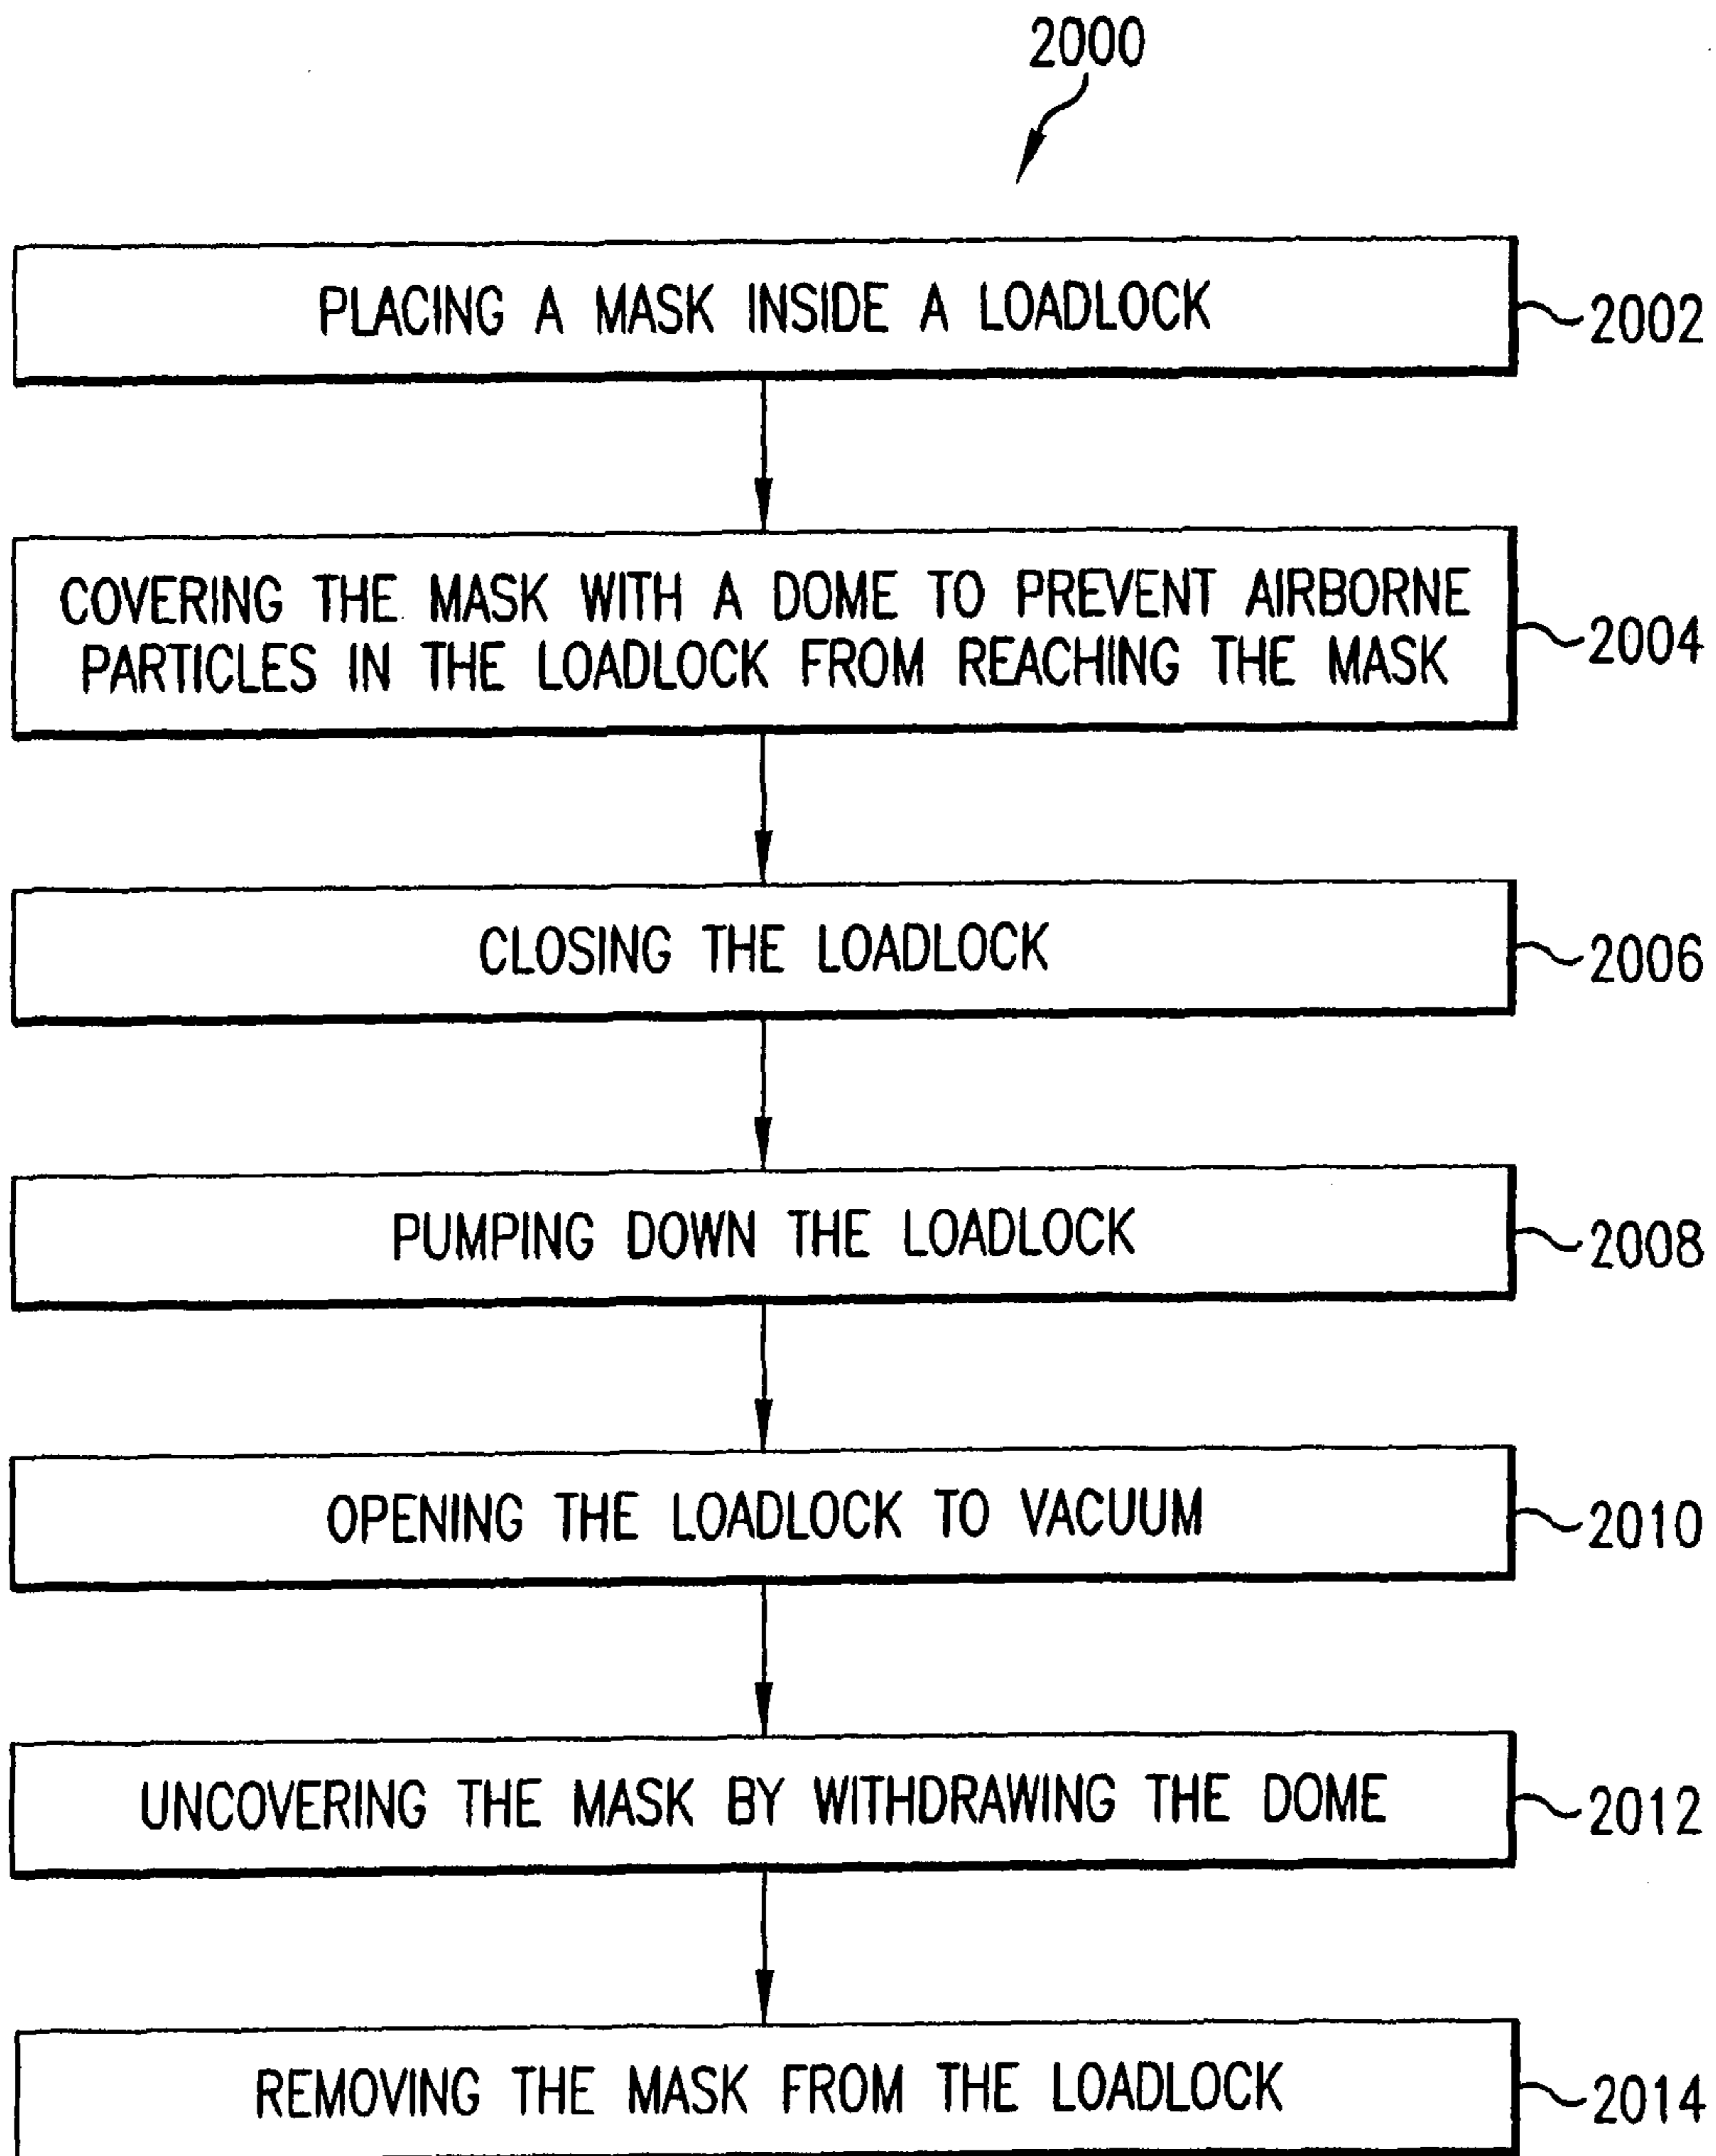 2000
PLACING A MASK INSIDE A LOADLOCK
2002
COVERING THE MASK WITH A DOME TO PREVENT AIRBORNE
PARTICLES IN THE LOADLOCK FROM REACHING THE MASK
2004
CLOSING THE LOADLOCK
2006
PUMPING DOWN THE LOADLOCK
2008
OPENING THE LOADLOCK TO VACUUM
2010
UNCOVERING THE MASK BY WITHDRAWING THE DOME
2012
REMOVING THE MASK FROM THE LOADLOCK
2014